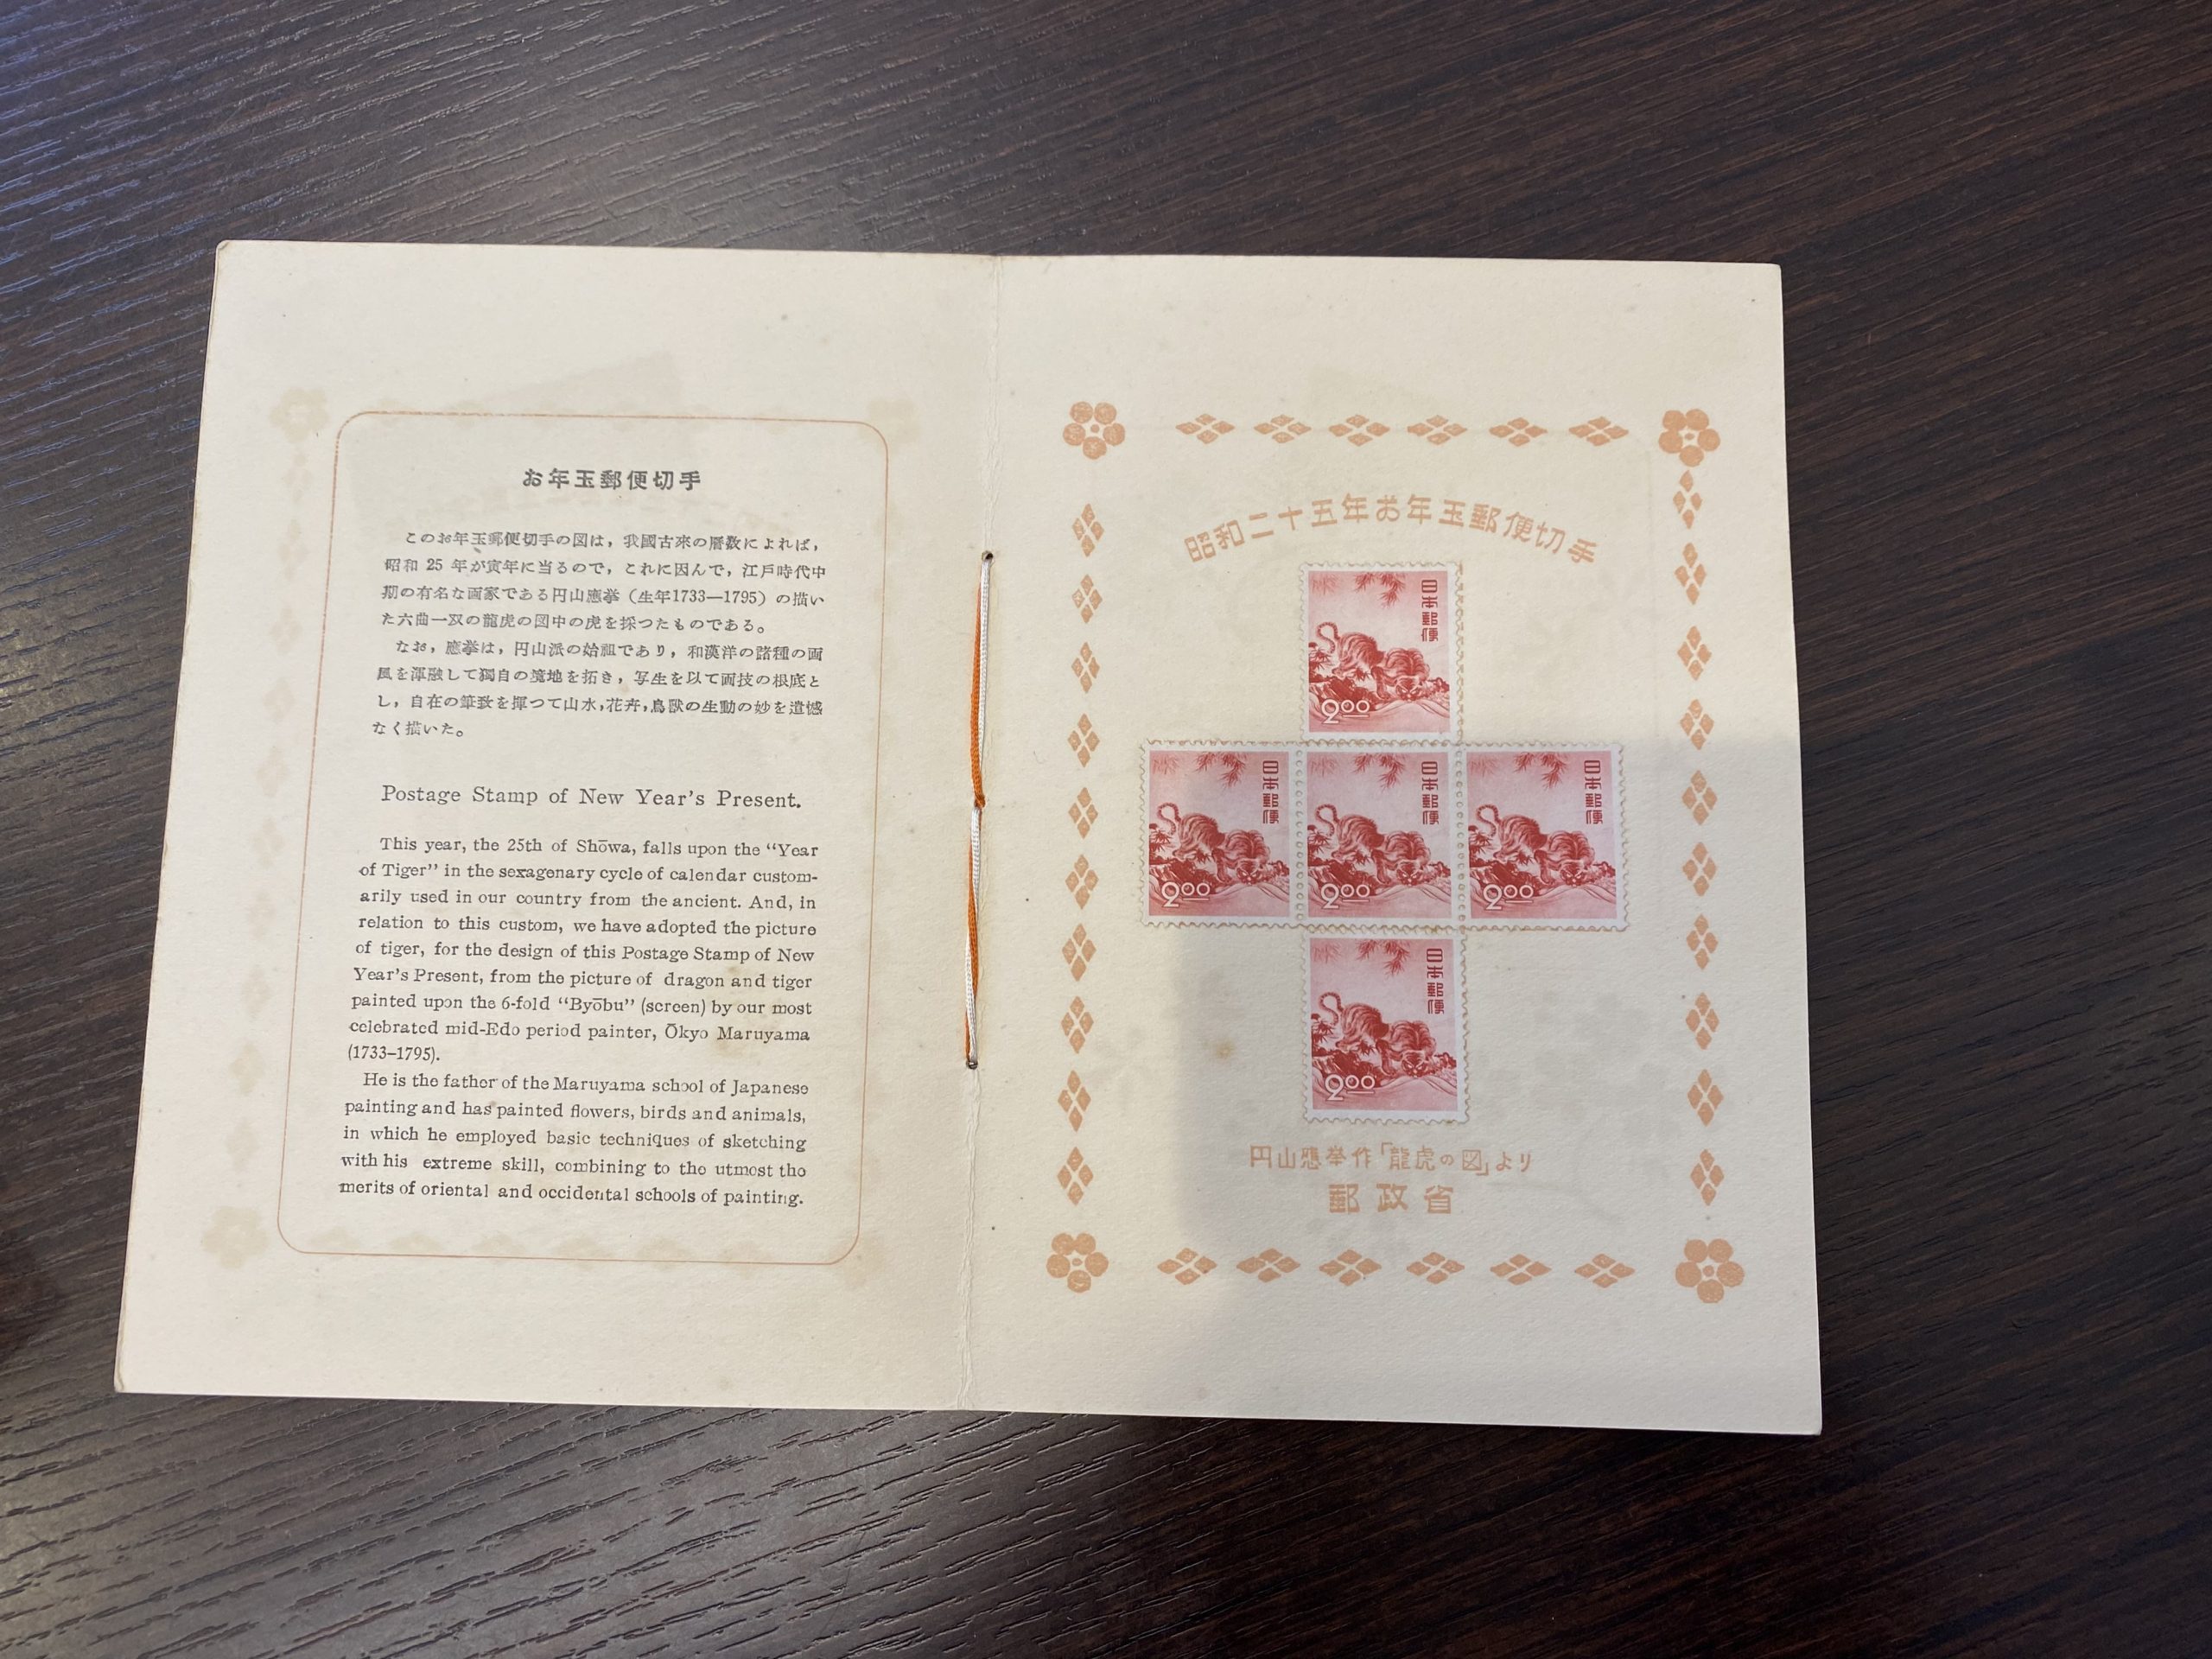 お年玉郵便切手
このお年玉郵便切手の図は，我國古來の暦数によれば，
昭和 25 年が寅年に当るので，これに因んで，江戸時代中
期の有名な画家である円山應挙（生年1733—1795）の描い
た六曲一双の龍虎の図中の虎を採つたものである。
なお，應挙は，円山派の始祖であり，和漢洋の諸種の画
風を渾融して獨自の境地を拓き，写生を以て画技の根底と
し，自在の筆致を揮つて山水，花卉，鳥獣の生動の妙を遺憾
なく描いた。
Postage Stamp of New Year's Present.
This year, the 25th of Shōwa, falls upon the “Year
of Tiger” in the sexagenary cycle of calendar custom-
arily used in our country from the ancient. And, in
relation to this custom, we have adopted the picture
of tiger, for the design of this Postage Stamp of New
Year's Present, from the picture of dragon and tiger
painted upon the 6-fold “Byōbu” (screen) by our most
celebrated mid-Edo period painter, Ōkyo Maruyama
(1733–1795).
He is the father of the Maruyama school of Japanese
painting and has painted flowers, birds and animals,
in which he employed basic techniques of sketching
with his extreme skill, combining to the utmost the
merits of oriental and occidental schools of painting.
昭和二十五年お年玉郵便切手
日本郵便
2.00
日本郵便
2.00
日本郵便
2.00
日本郵便
2.00
日本郵便
2.00
円山應挙作「龍虎の図」より
郵政省